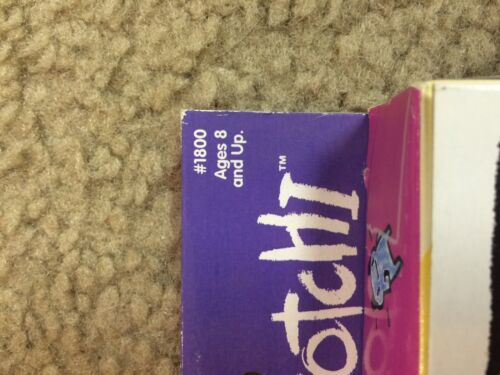 #1800
Ages 8
and Up.
otchi™